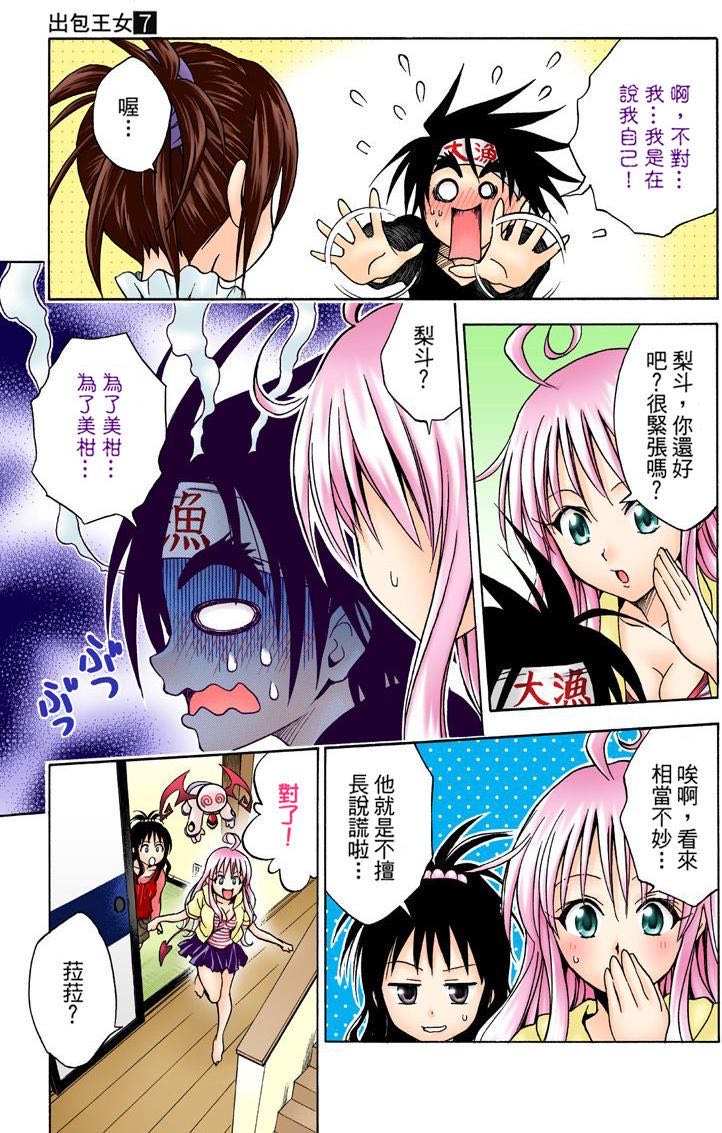 出包王女7
啊，不對…
我…我是在
說我自己！
大漁
喔…
梨斗，你還好
吧？很緊張嗎？
大漁
梨斗？
為了美柑…
為了美柑…
漁
ぶつ
ぶつ
唉啊，看來
相當不妙…
他就是不擅
長說謊啦…
對了！
菈菈？